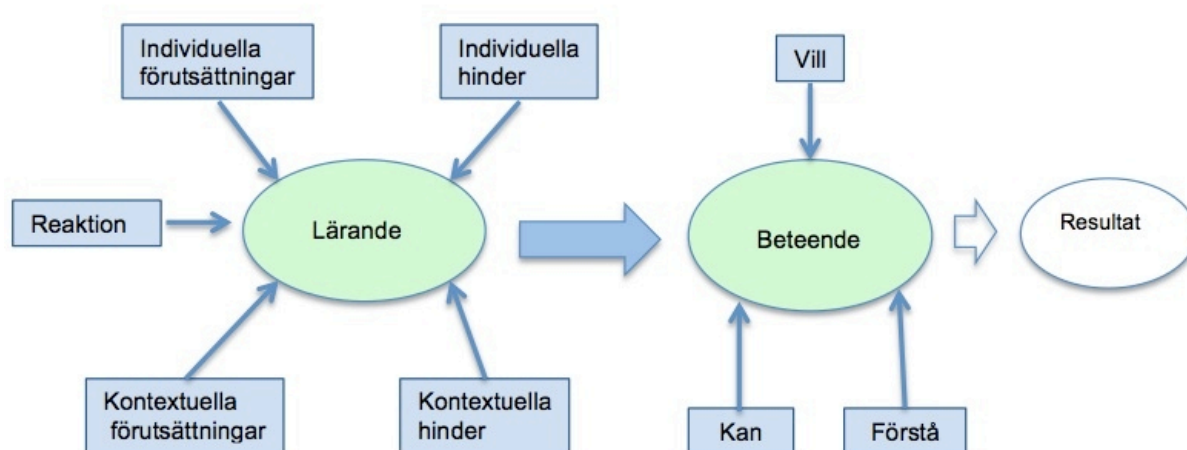 Individuella
förutsättningar
Individuella
hinder
Vill
Reaktion
Lärande
Beteende
Resultat
Kontextuella
förutsättningar
Kontextuella
hinder
Kan
Förstå